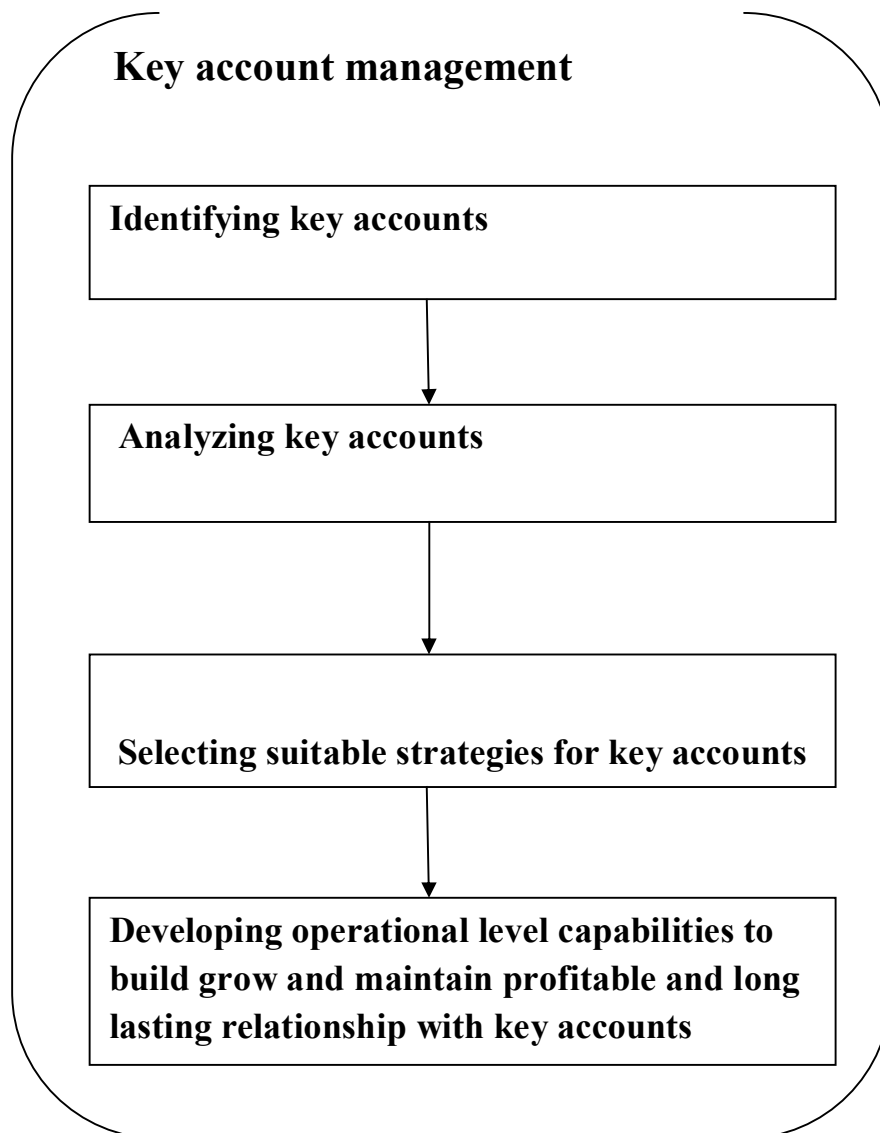 Key account management
Identifying key accounts
Analyzing key accounts
Selecting suitable strategies for key accounts
Developing operational level capabilities to
build grow and maintain profitable and long
lasting relationship with key accounts